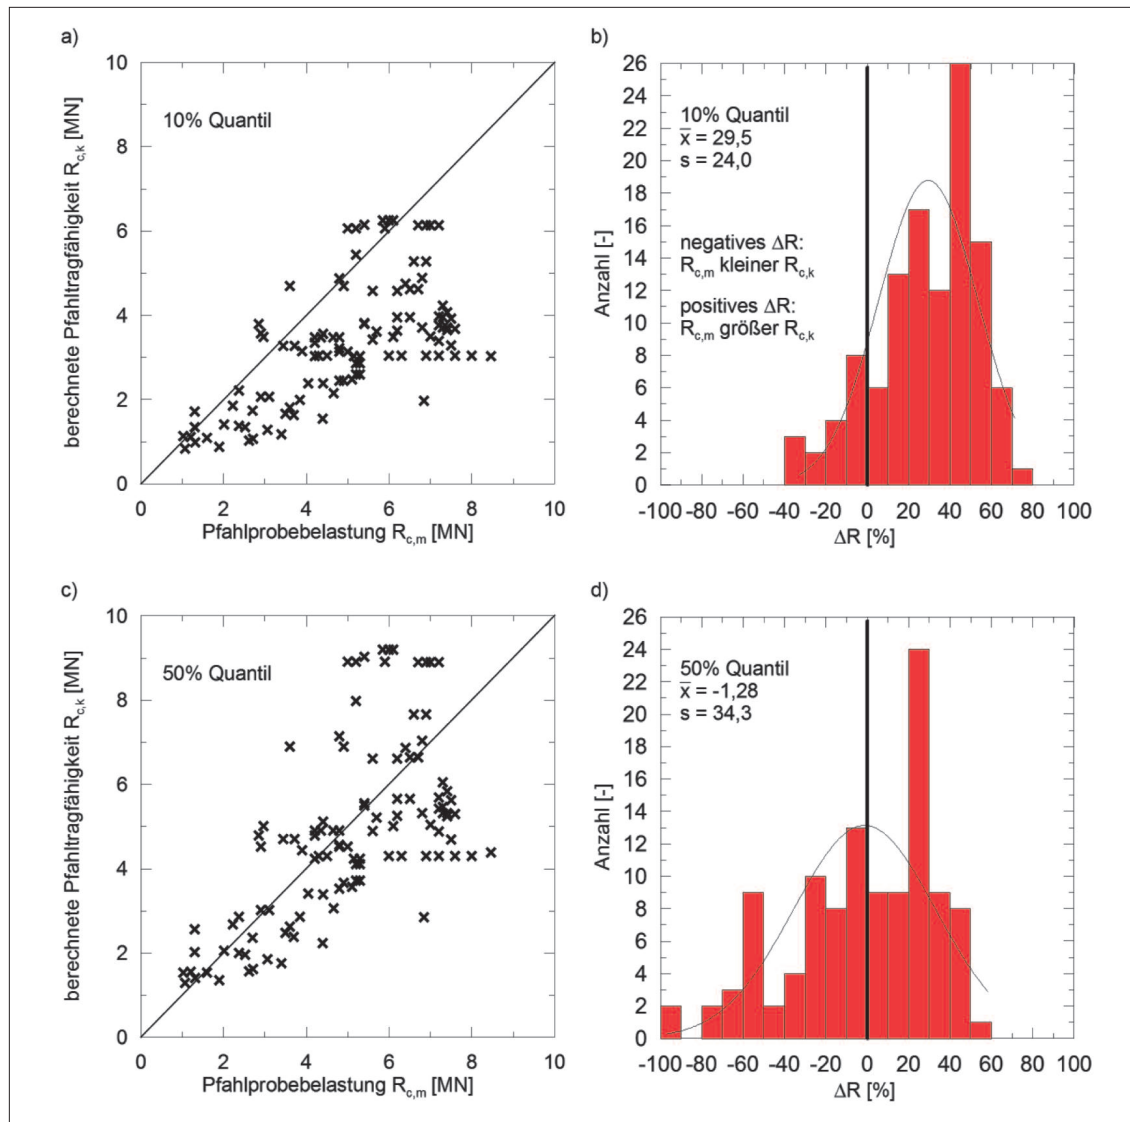 a)
10
8
6
4
2
0
berechnete Pfahltragfähigkeit R_c,k [MN]
10% Quantil
0 2 4 6 8 10
Pfahlprobebelastung R_c,m [MN]
b)
26
24
22
20
18
16
14
12
10
8
6
4
2
0
Anzahl [-]
10% Quantil
x̅ = 29,5
s = 24,0
negatives ΔR:
R_c,m kleiner R_c,k
positives ΔR:
R_c,m größer R_c,k
-100 -80 -60 -40 -20 0 20 40 60 80 100
ΔR [%]
c)
10
8
6
4
2
0
berechnete Pfahltragfähigkeit R_c,k [MN]
50% Quantil
0 2 4 6 8 10
Pfahlprobebelastung R_c,m [MN]
d)
26
24
22
20
18
16
14
12
10
8
6
4
2
0
Anzahl [-]
50% Quantil
x̅ = -1,28
s = 34,3
-100 -80 -60 -40 -20 0 20 40 60 80 100
ΔR [%]